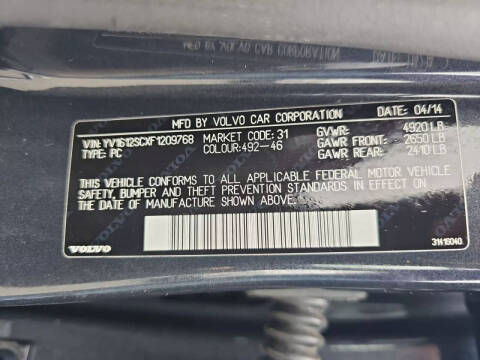 MFD BY VOLVO CAR CORPORATION DATE: 04/14
VIN: YV1612SCXF1209768 MARKET: 31 GVWR: 4920 LB
TYPE: PC COLOUR: 492-46 GAWR FRONT: 2650 LB
GAWR REAR: 2410 LB
THIS VEHICLE CONFORMS TO ALL APPLICABLE FEDERAL MOTOR VEHICLE
SAFETY, BUMPER AND THEFT PREVENTION STANDARDS IN EFFECT ON
THE DATE OF MANUFACTURE SHOWN ABOVE.
VOLVO 31416040